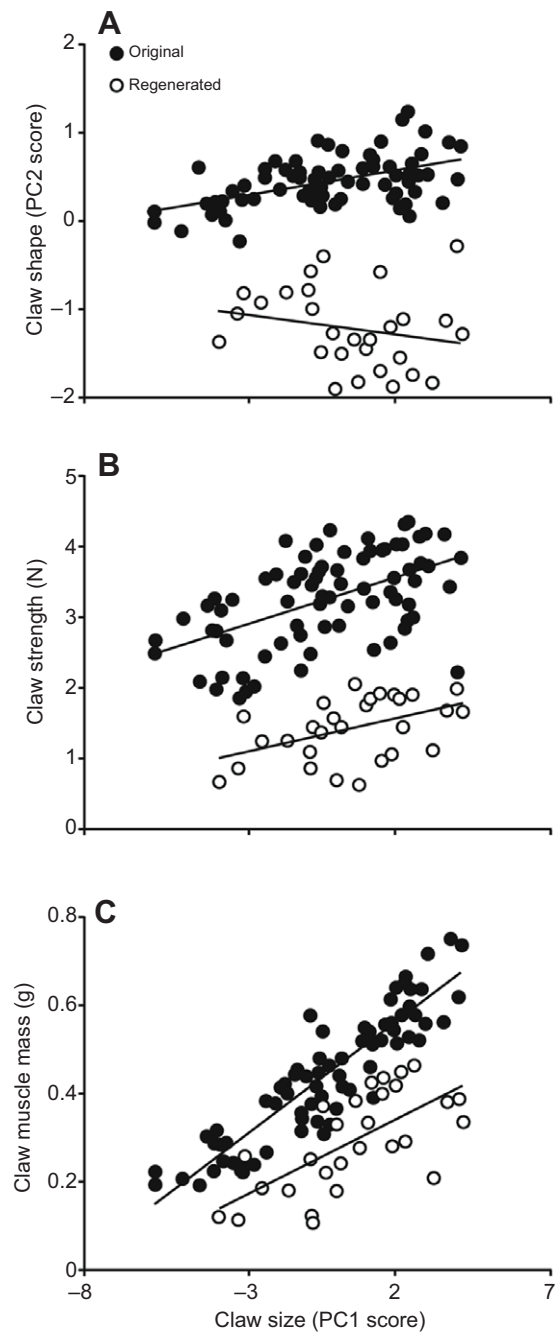 A
2
Original
Regenerated
1
0
–1
–2
Claw shape (PC2 score)
B
5
4
3
2
1
0
Claw strength (N)
C
0.8
0.6
0.4
0.2
0
Claw muscle mass (g)
–8
–3
2
7
Claw size (PC1 score)